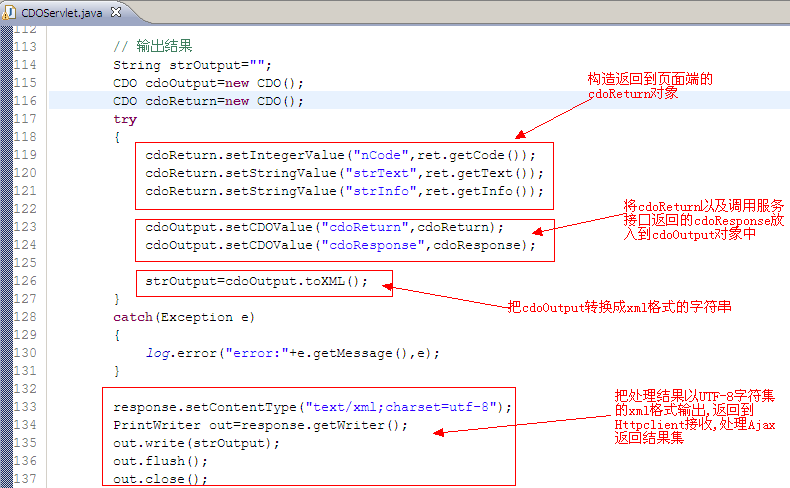 CDOServlet.java
112
113 // 输出结果
114 String strOutput="";
115 CDO cdoOutput=new CDO();
116 CDO cdoReturn=new CDO();
117 try
118 {
119 cdoReturn.setIntegerValue("nCode",ret.getCode());
120 cdoReturn.setStringValue("strText",ret.getText());
121 cdoReturn.setStringValue("strInfo",ret.getInfo());
122
123 cdoOutput.setCDOValue("cdoReturn",cdoReturn);
124 cdoOutput.setCDOValue("cdoResponse",cdoResponse);
125
126 strOutput=cdoOutput.toXML();
127 }
128 catch(Exception e)
129 {
130 log.error("error:"+e.getMessage(),e);
131 }
132
133 response.setContentType("text/xml;charset=utf-8");
134 PrintWriter out=response.getWriter();
135 out.write(strOutput);
136 out.flush();
137 out.close();
构造返回到页面端的
cdoReturn对象
将cdoReturn以及调用服务
接口返回的cdoResponse放
入到cdoOutput对象中
把cdoOutput转换成xml格式的字符串
把处理结果以UTF-8字符集
的xml格式输出,返回到
Httpclient接收,处理Ajax
返回结果集